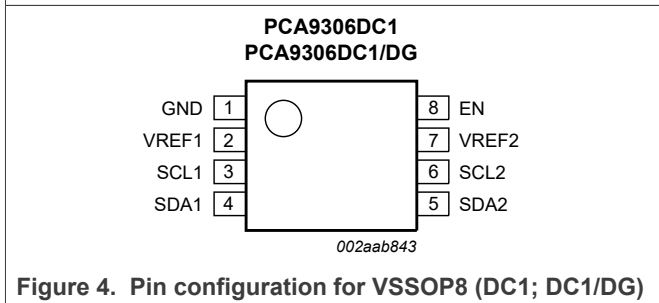 PCA9306DC1
PCA9306DC1/DG
GND 1 8 EN
VREF1 2 7 VREF2
SCL1 3 6 SCL2
SDA1 4 5 SDA2
002aab843
Figure 4. Pin configuration for VSSOP8 (DC1; DC1/DG)